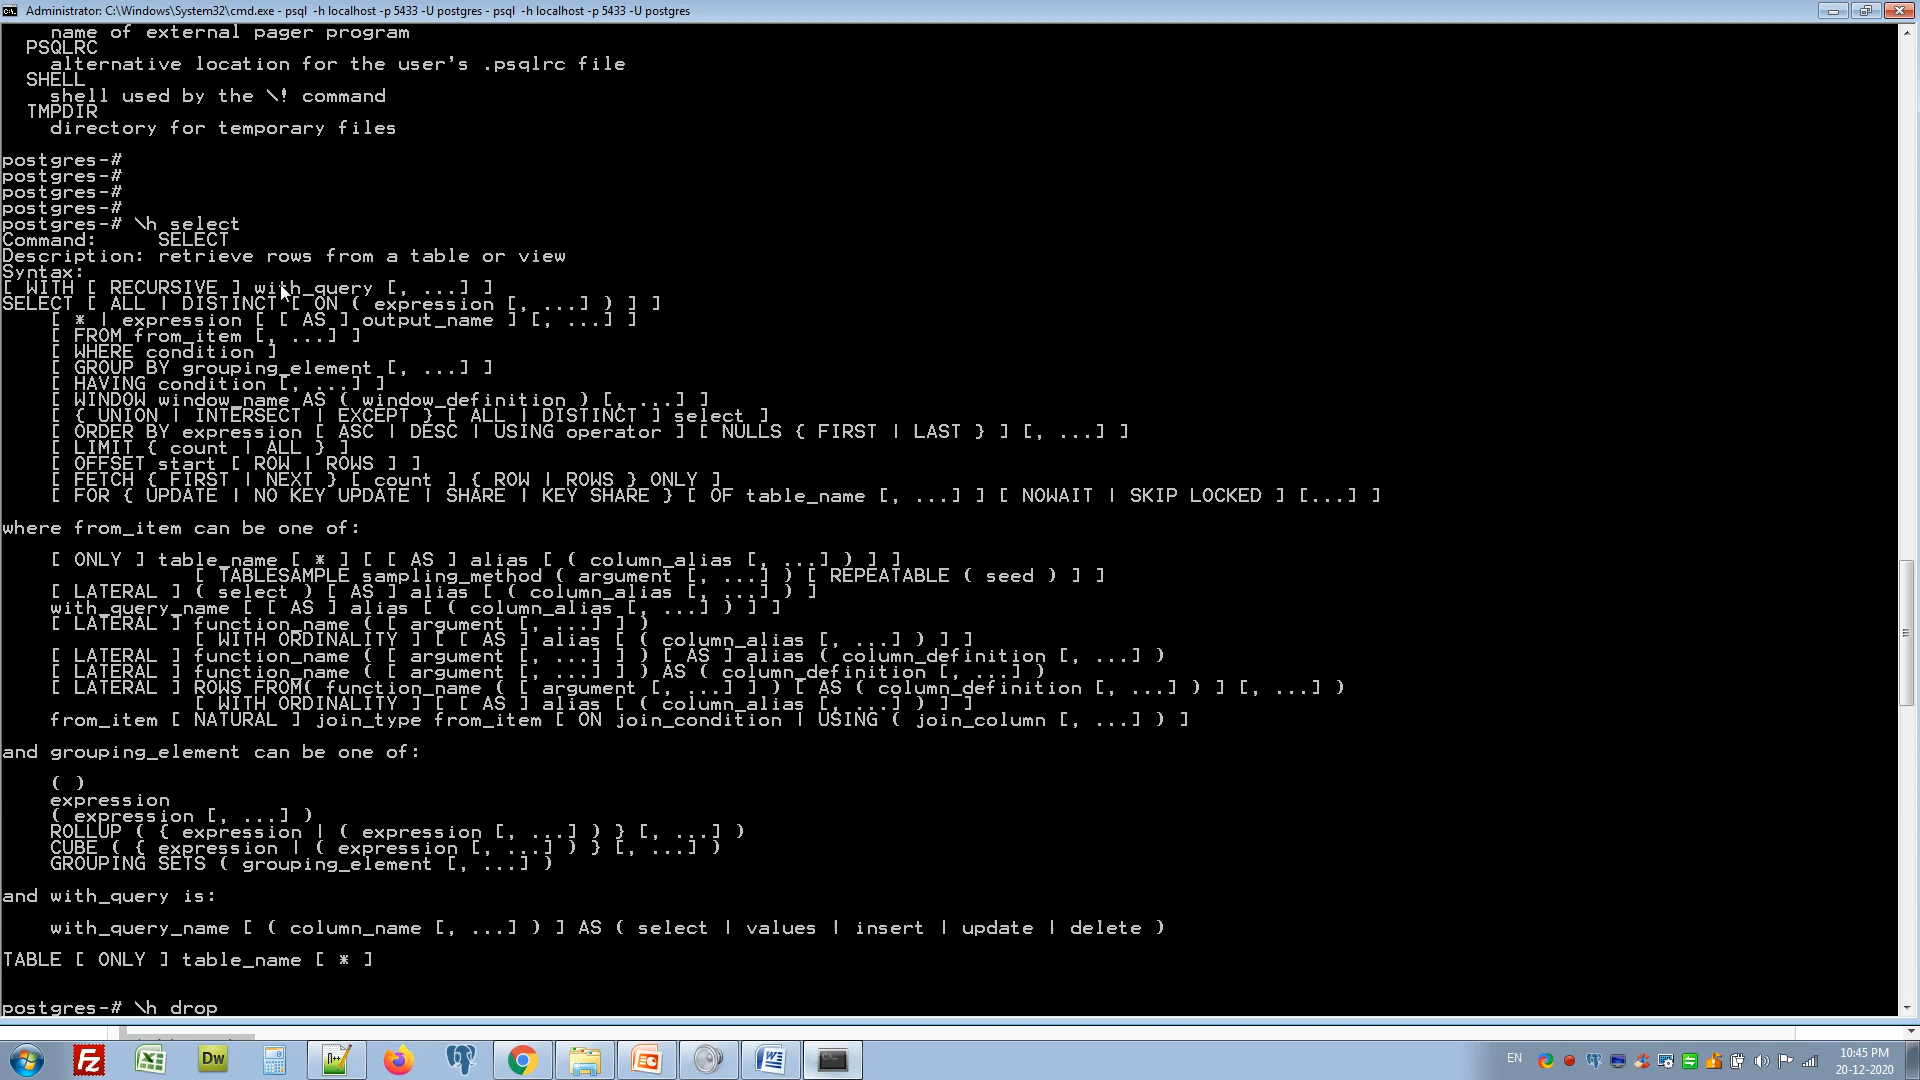 Administrator: C:\Windows\System32\cmd.exe - psql  -h localhost -p 5433 -U postgres - psql  -h localhost -p 5433 -U postgres
name of external pager program
PSQLRC
alternative location for the user's .psqlrc file
SHELL
shell used by the \! command
TMPDIR
directory for temporary files
postgres-#
postgres-#
postgres-#
postgres-#
postgres-# \h select
Command:     SELECT
Description: retrieve rows from a table or view
Syntax:
[ WITH [ RECURSIVE ] with_query [, ...] ]
SELECT [ ALL | DISTINCT [ ON ( expression [, ...] ) ] ]
    [ * | expression [ [ AS ] output_name ] [, ...] ]
    [ FROM from_item [, ...] ]
    [ WHERE condition ]
    [ GROUP BY grouping_element [, ...] ]
    [ HAVING condition [, ...] ]
    [ WINDOW window_name AS ( window_definition ) [, ...] ]
    [ { UNION | INTERSECT | EXCEPT } [ ALL | DISTINCT ] select ]
    [ ORDER BY expression [ ASC | DESC | USING operator ] [ NULLS { FIRST | LAST } ] [, ...] ]
    [ LIMIT { count | ALL } ]
    [ OFFSET start [ ROW | ROWS ] ]
    [ FETCH { FIRST | NEXT } [ count ] { ROW | ROWS } ONLY ]
    [ FOR { UPDATE | NO KEY UPDATE | SHARE | KEY SHARE } [ OF table_name [, ...] ] [ NOWAIT | SKIP LOCKED ] [...] ]
where from_item can be one of:
    [ ONLY ] table_name [ * ] [ [ AS ] alias [ ( column_alias [, ...] ) ] ]
                [ TABLESAMPLE sampling_method ( argument [, ...] ) [ REPEATABLE ( seed ) ] ]
    [ LATERAL ] ( select ) [ AS ] alias [ ( column_alias [, ...] ) ]
    with_query_name [ [ AS ] alias [ ( column_alias [, ...] ) ] ]
    [ LATERAL ] function_name ( [ argument [, ...] ] )
                [ WITH ORDINALITY ] [ [ AS ] alias [ ( column_alias [, ...] ) ] ]
    [ LATERAL ] function_name ( [ argument [, ...] ] ) [ AS ] alias ( column_definition [, ...] )
    [ LATERAL ] function_name ( [ argument [, ...] ] ) AS ( column_definition [, ...] )
    [ LATERAL ] ROWS FROM( function_name ( [ argument [, ...] ] ) [ AS ( column_definition [, ...] ) ] [, ...] )
                [ WITH ORDINALITY ] [ [ AS ] alias [ ( column_alias [, ...] ) ] ]
    from_item [ NATURAL ] join_type from_item [ ON join_condition | USING ( join_column [, ...] ) ]
and grouping_element can be one of:
    ( )
    expression
    ( expression [, ...] )
    ROLLUP ( { expression | ( expression [, ...] ) } [, ...] )
    CUBE ( { expression | ( expression [, ...] ) } [, ...] )
    GROUPING SETS ( grouping_element [, ...] )
and with_query is:
    with_query_name [ ( column_name [, ...] ) ] AS ( select | values | insert | update | delete )
TABLE [ ONLY ] table_name [ * ]
postgres-# \h drop
Dw
EN
10:45 PM
20-12-2020